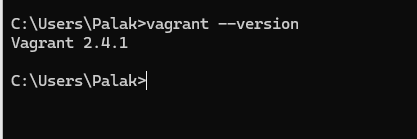 C:\Users\Palak>vagrant --version
Vagrant 2.4.1
C:\Users\Palak>